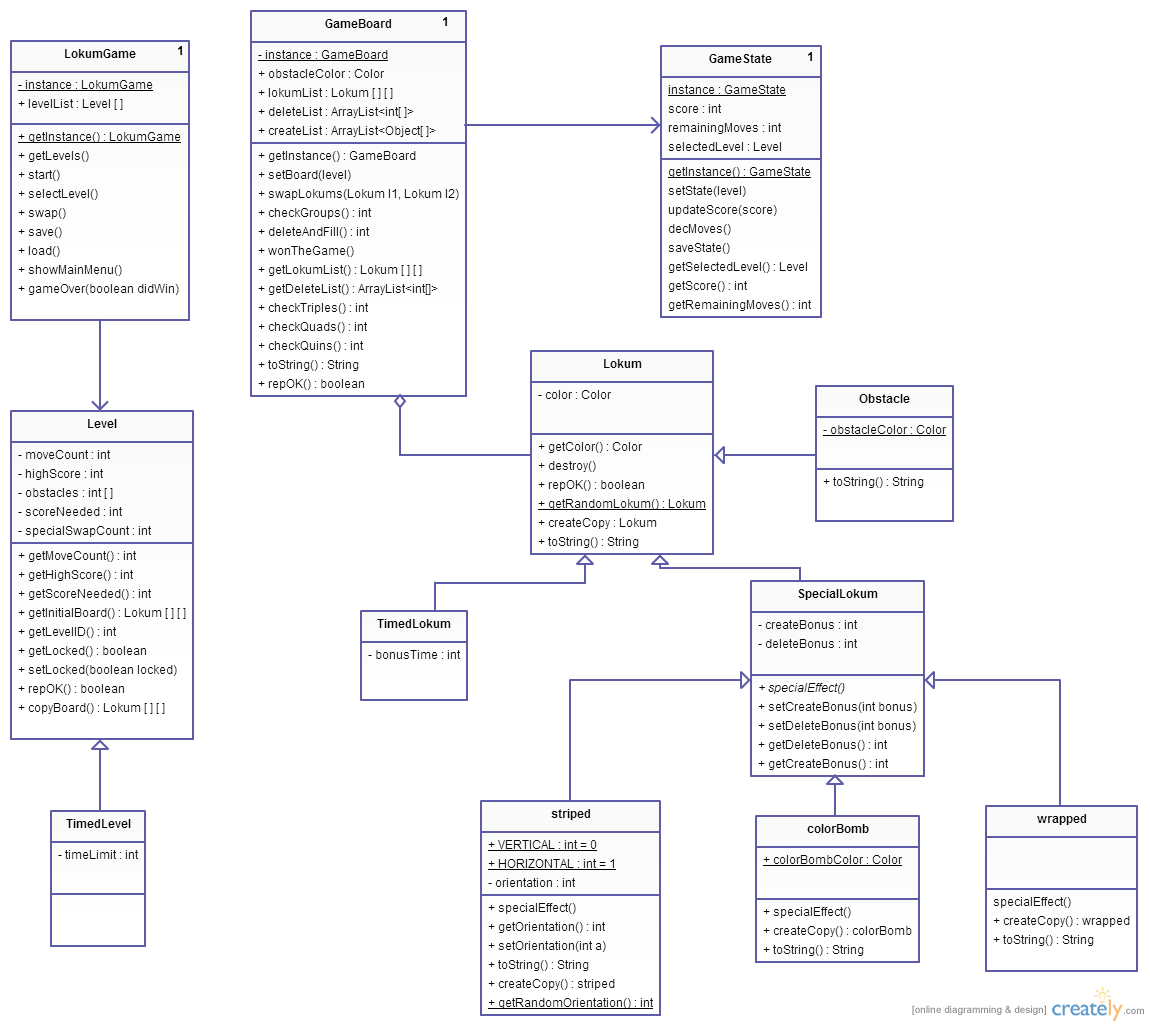 LokumGame 1
- instance : LokumGame
+ levelList : Level [ ]
+ getInstance() : LokumGame
+ getLevels()
+ start()
+ selectLevel()
+ swap()
+ save()
+ load()
+ showMainMenu()
+ gameOver(boolean didWin)
GameBoard 1
- instance : GameBoard
+ obstacleColor : Color
+ lokumList : Lokum [ ] [ ]
+ deleteList : ArrayList<int[ ]>
+ createList : ArrayList<Object[ ]>
+ getInstance() : GameBoard
+ setBoard(level)
+ swapLokums(Lokum l1, Lokum l2)
+ checkGroups() : int
+ deleteAndFill() : int
+ wonTheGame()
+ getLokumList() : Lokum [ ] [ ]
+ getDeleteList() : ArrayList<int[]>
+ checkTriples() : int
+ checkQuads() : int
+ checkQuins() : int
+ toString() : String
+ repOK() : boolean
GameState 1
instance : GameState
score : int
remainingMoves : int
selectedLevel : Level
getInstance() : GameState
setState(level)
updateScore(score)
decMoves()
saveState()
getSelectedLevel() : Level
getScore() : int
getRemainingMoves() : int
Level
- moveCount : int
- highScore : int
- obstacles : int [ ]
- scoreNeeded : int
- specialSwapCount : int
+ getMoveCount() : int
+ getHighScore() : int
+ getScoreNeeded() : int
+ getInitialBoard() : Lokum [ ] [ ]
+ getLevelID() : int
+ getLocked() : boolean
+ setLocked(boolean locked)
+ repOK() : boolean
+ copyBoard() : Lokum [ ] [ ]
Lokum
- color : Color
+ getColor() : Color
+ destroy()
+ repOK() : boolean
+ getRandomLokum() : Lokum
+ createCopy : Lokum
+ toString() : String
Obstacle
- obstacleColor : Color
+ toString() : String
TimedLokum
- bonusTime : int
SpecialLokum
- createBonus : int
- deleteBonus : int
+ specialEffect()
+ setCreateBonus(int bonus)
+ setDeleteBonus(int bonus)
+ getDeleteBonus() : int
+ getCreateBonus() : int
TimedLevel
- timeLimit : int
striped
+ VERTICAL : int = 0
+ HORIZONTAL : int = 1
- orientation : int
+ specialEffect()
+ getOrientation() : int
+ setOrientation(int a)
+ toString() : String
+ createCopy() : striped
+ getRandomOrientation() : int
colorBomb
+ colorBombColor : Color
+ specialEffect()
+ createCopy() : colorBomb
+ toString() : String
wrapped
specialEffect()
+ createCopy() : wrapped
+ toString() : String
[online diagramming & design] creately.com